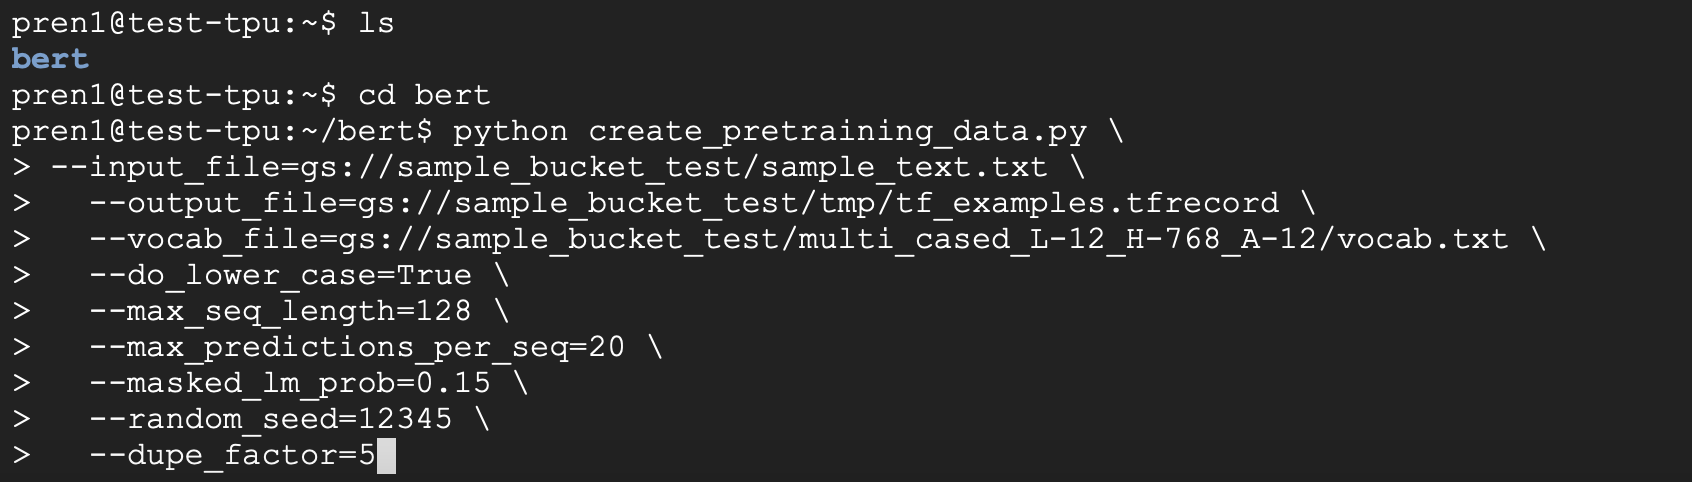 pren1@test-tpu:~$ ls
bert
pren1@test-tpu:~$ cd bert
pren1@test-tpu:~/bert$ python create_pretraining_data.py \
> --input_file=gs://sample_bucket_test/sample_text.txt \
>   --output_file=gs://sample_bucket_test/tmp/tf_examples.tfrecord \
>   --vocab_file=gs://sample_bucket_test/multi_cased_L-12_H-768_A-12/vocab.txt \
>   --do_lower_case=True \
>   --max_seq_length=128 \
>   --max_predictions_per_seq=20 \
>   --masked_lm_prob=0.15 \
>   --random_seed=12345 \
>   --dupe_factor=5